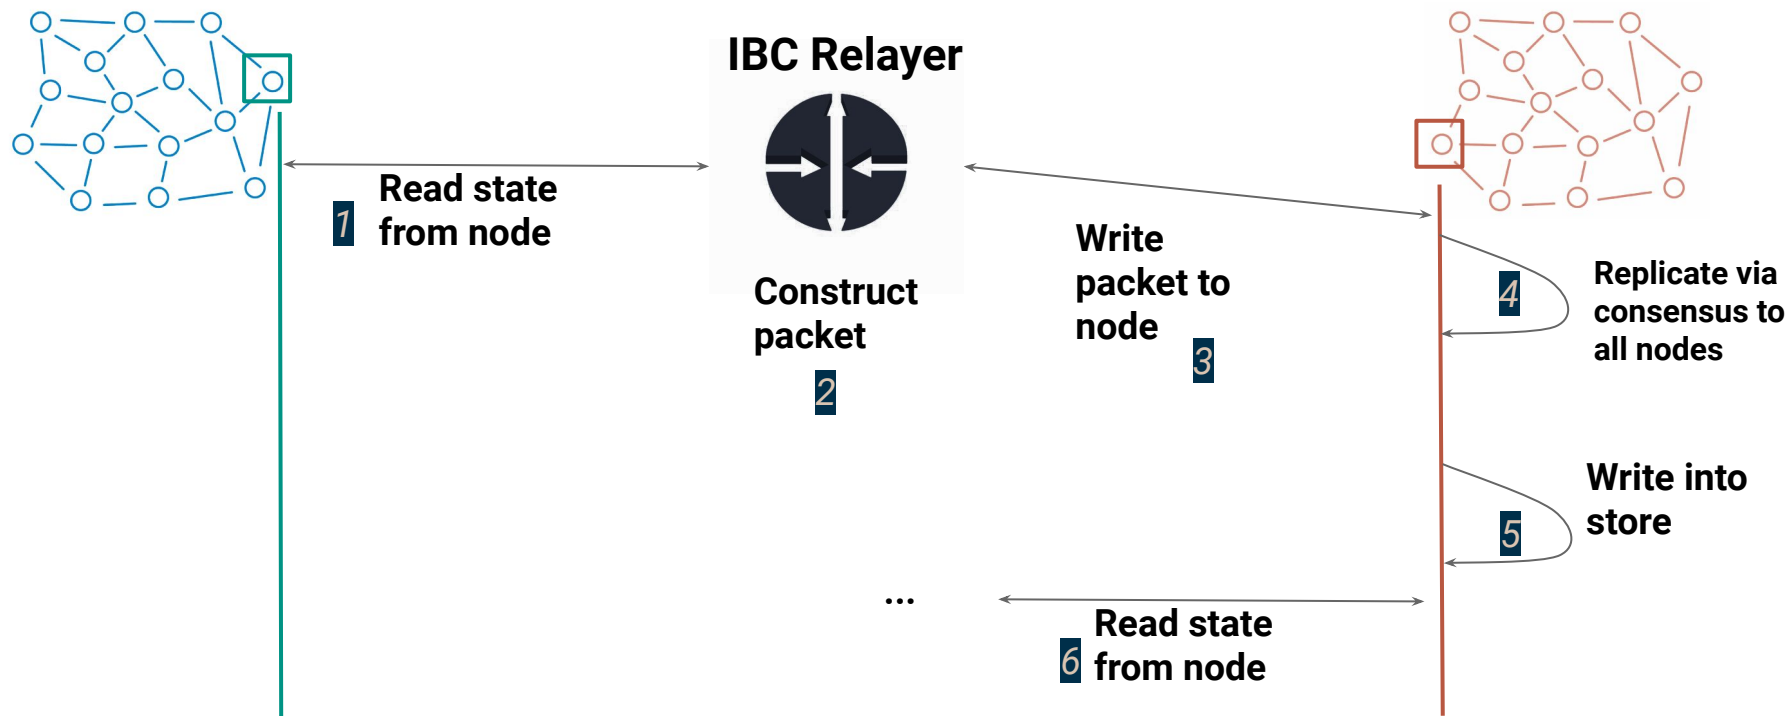 IBC Relayer
Read state
from node
1
Construct
packet
2
Write
packet to
node
3
4
Replicate via
consensus to
all nodes
Write into
store
5
...
Read state
from node
6